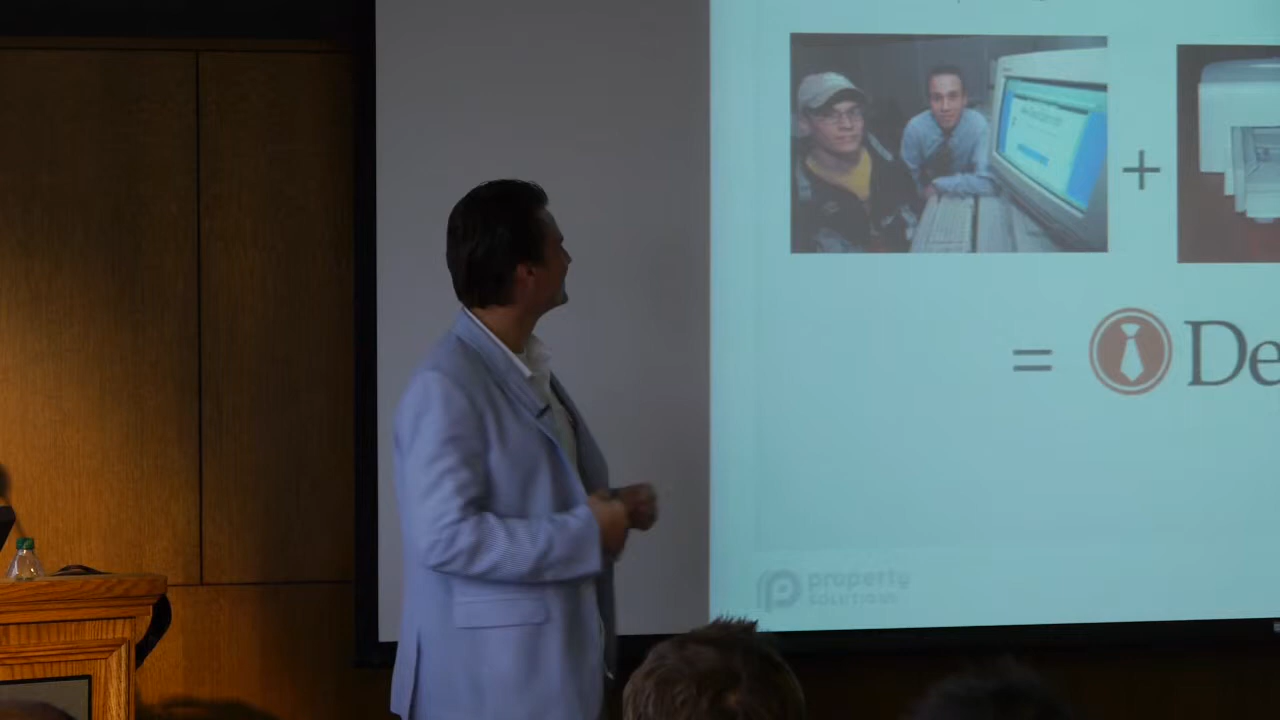 +
= De
property
SOLUTIONS